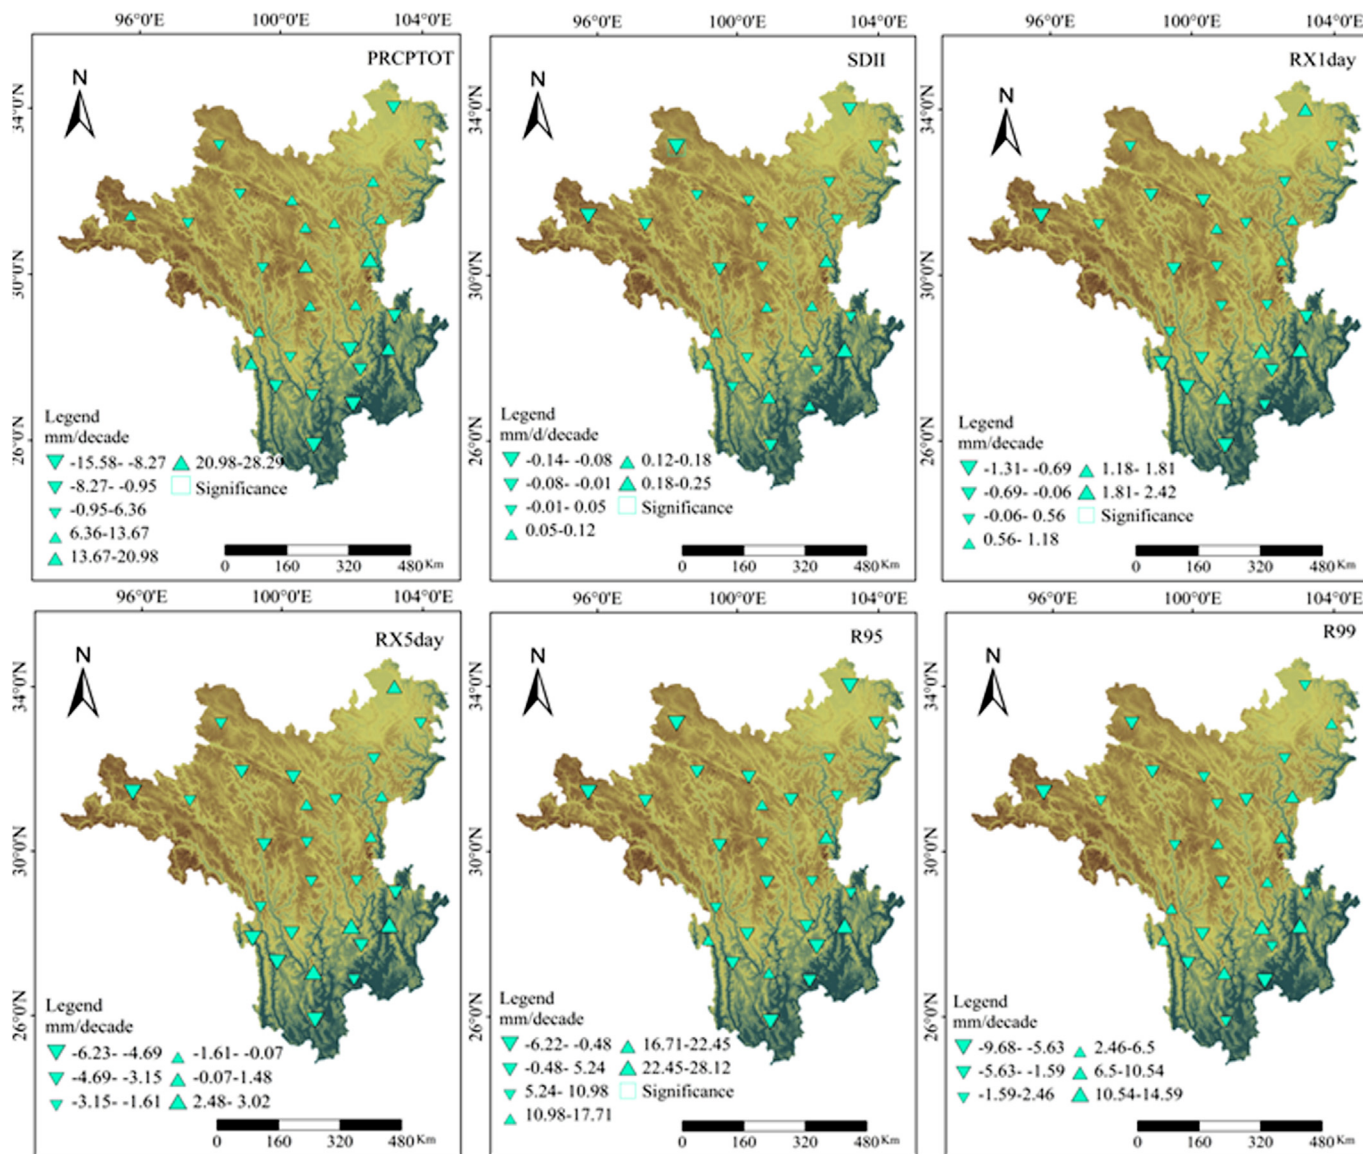 96°0'E 100°0'E 104°0'E
34°0'N
30°0'N
26°0'N
PRCPTOT
N
Legend
mm/decade
-15.58- -8.27
-8.27- -0.95
-0.95-6.36
6.36-13.67
13.67-20.98
20.98-28.29
Significance
0 160 320 480 Km
96°0'E 100°0'E 104°0'E
34°0'N
30°0'N
26°0'N
SDII
N
Legend
mm/d/decade
-0.14- -0.08
-0.08- -0.01
-0.01- 0.05
0.05-0.12
0.12-0.18
0.18-0.25
Significance
0 160 320 480 Km
96°0'E 100°0'E 104°0'E
34°0'N
30°0'N
26°0'N
RX1day
N
Legend
mm/decade
-1.31- -0.69
-0.69- -0.06
-0.06- 0.56
0.56- 1.18
1.18- 1.81
1.81- 2.42
Significance
0 160 320 480 Km
96°0'E 100°0'E 104°0'E
34°0'N
30°0'N
26°0'N
RX5day
N
Legend
mm/decade
-6.23- -4.69
-4.69- -3.15
-3.15- -1.61
-1.61- -0.07
-0.07-1.48
2.48- 3.02
0 160 320 480 Km
96°0'E 100°0'E 104°0'E
34°0'N
30°0'N
26°0'N
R95
N
Legend
mm/decade
-6.22- -0.48
-0.48- 5.24
5.24- 10.98
10.98-17.71
16.71-22.45
22.45-28.12
Significance
0 160 320 480 Km
96°0'E 100°0'E 104°0'E
34°0'N
30°0'N
26°0'N
R99
N
Legend
mm/decade
-9.68- -5.63
-5.63- -1.59
-1.59-2.46
2.46-6.5
6.5-10.54
10.54-14.59
0 160 320 480 Km